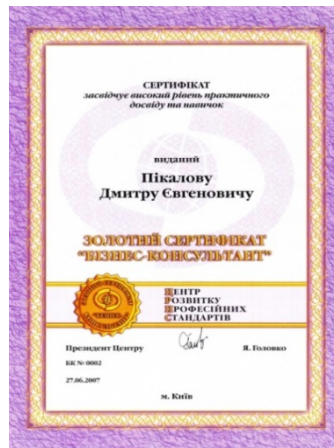 СЕРТИФІКАТ
засвідчує високий рівень практичного
досвіду та навичок
виданий
Пікалову
Дмитру Євгеновичу
ЗОЛОТИЙ СЕРТИФІКАТ
"БІЗНЕС-КОНСУЛЬТАНТ"
ЦЕНТР
РОЗВИТКУ
ПРОФЕСІЙНИХ
СТАНДАРТІВ
Президент Центру
Я. Головко
БК № 0002
27.06.2007
м. Київ